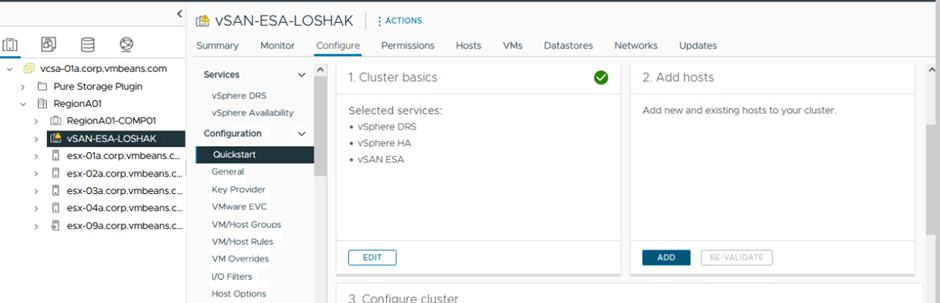 vSAN-ESA-LOSHAK
ACTIONS
Summary
Monitor
Configure
Permissions
Hosts
VMs
Datastores
Networks
Updates
vcsa-01a.corp.vmbeans.com
Pure Storage Plugin
RegionA01
RegionA01-COMP01
vSAN-ESA-LOSHAK
esx-01a.corp.vmbeans.c...
esx-02a.corp.vmbeans.c...
esx-03a.corp.vmbeans.c...
esx-04a.corp.vmbeans.c...
esx-09a.corp.vmbeans.c...
Services
vSphere DRS
vSphere Availability
Configuration
Quickstart
General
Key Provider
VMware EVC
VM/Host Groups
VM/Host Rules
VM Overrides
I/O Filters
Host Options
1. Cluster basics
Selected services:
• vSphere DRS
• vSphere HA
• vSAN ESA
EDIT
2. Add hosts
Add new and existing hosts to your cluster.
ADD
RE-VALIDATE
3. Configure cluster